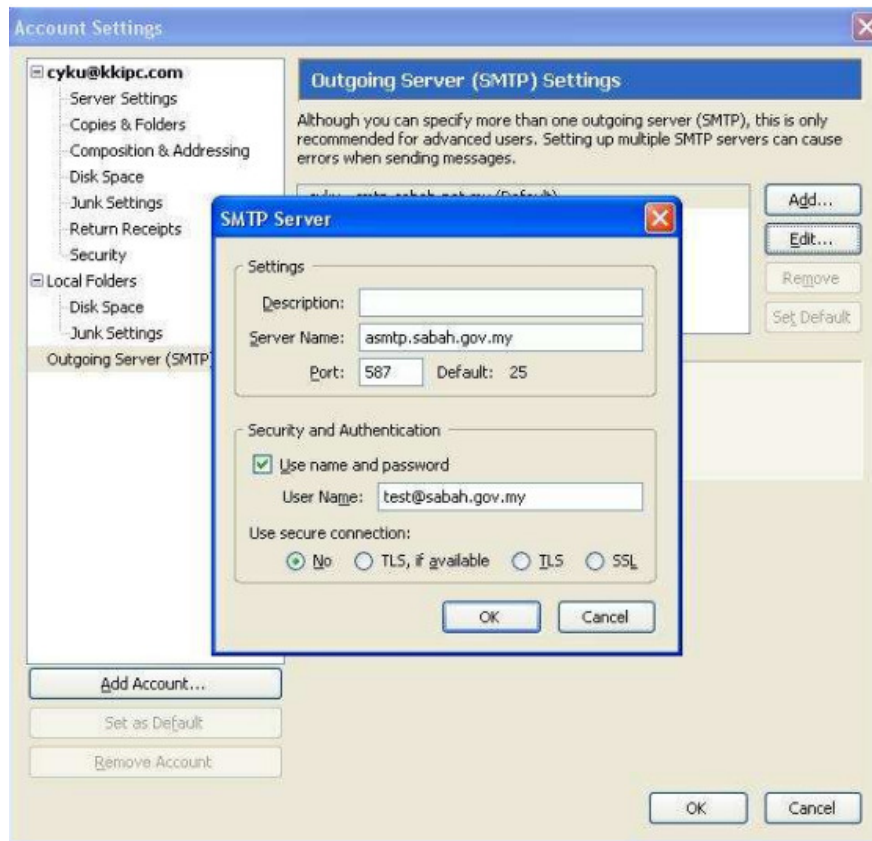 Account Settings
cyku@kkipc.com
Server Settings
Copies & Folders
Composition & Addressing
Disk Space
Junk Settings
Return Receipts
Security
Local Folders
Disk Space
Junk Settings
Outgoing Server (SMTP)
Add Account...
Set as Default
Remove Account
Outgoing Server (SMTP) Settings
Although you can specify more than one outgoing server (SMTP), this is only
recommended for advanced users. Setting up multiple SMTP servers can cause
errors when sending messages.
(Default)
Add...
Edit...
Remove
Set Default
SMTP Server
Settings
Description:
Server Name: asmtp.sabah.gov.my
Port: 587 Default: 25
Security and Authentication
Use name and password
User Name: test@sabah.gov.my
Use secure connection:
No TLS, if available TLS SSL
OK Cancel
OK Cancel